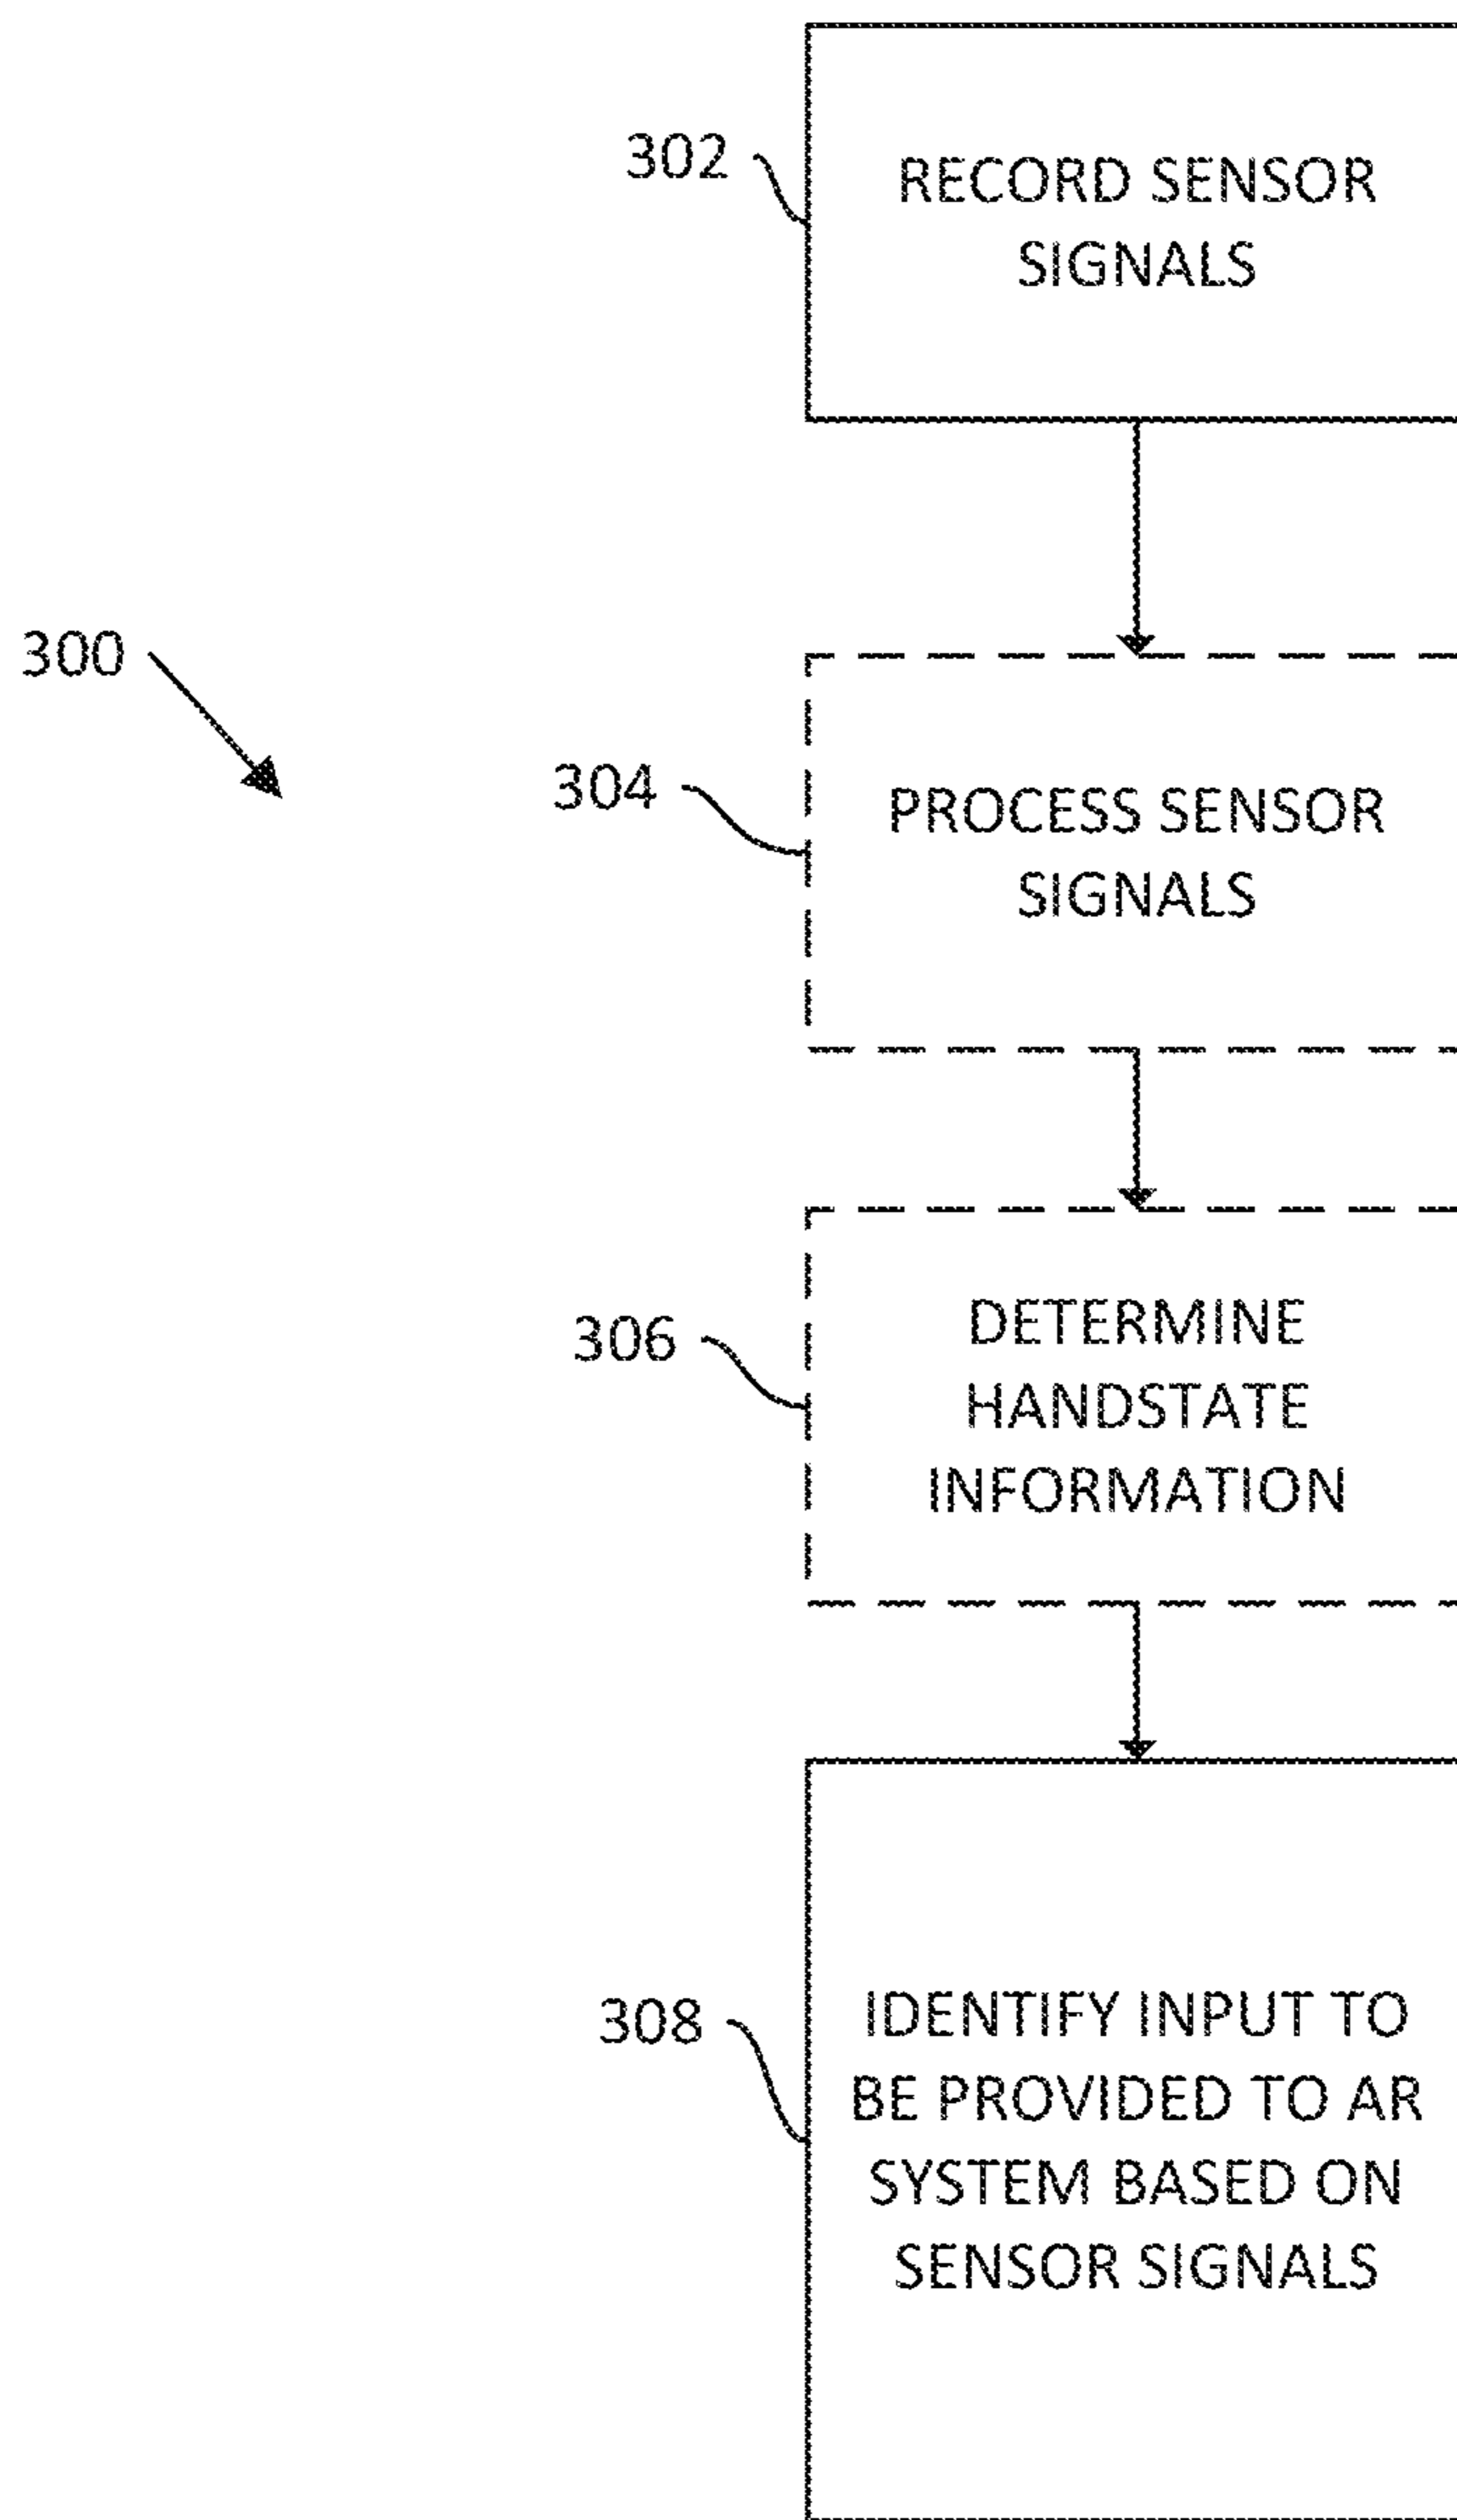 302
RECORD SENSOR
SIGNALS
300
304
PROCESS SENSOR
SIGNALS
306
DETERMINE
HANDSTATE
INFORMATION
308
IDENTIFY INPUT TO
BE PROVIDED TO AR
SYSTEM BASED ON
SENSOR SIGNALS